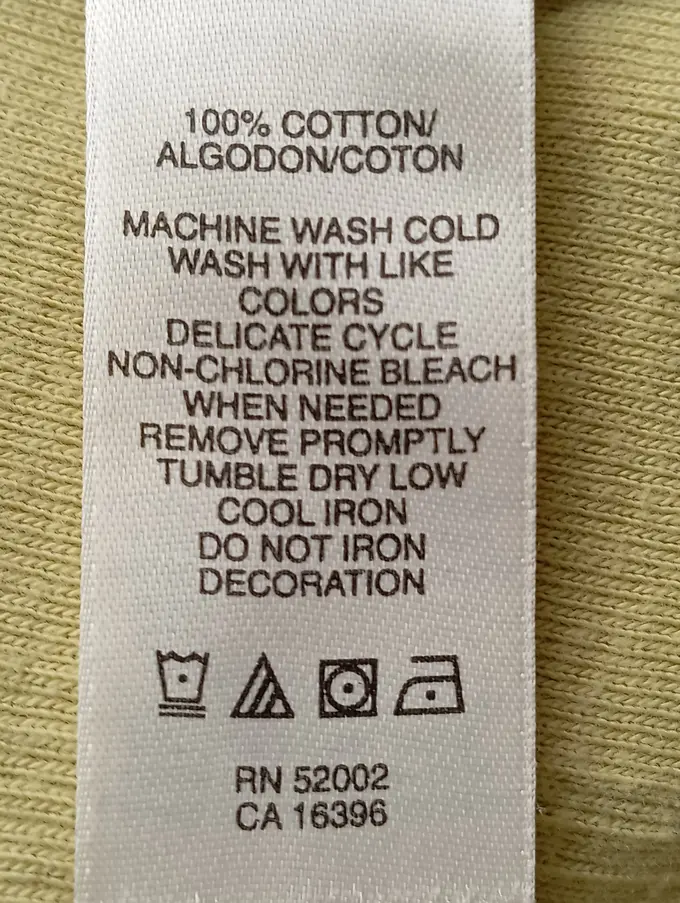 100% COTTON/
ALGODON/COTON
MACHINE WASH COLD
WASH WITH LIKE
COLORS
DELICATE CYCLE
NON-CHLORINE BLEACH
WHEN NEEDED
REMOVE PROMPTLY
TUMBLE DRY LOW
COOL IRON
DO NOT IRON
DECORATION
RN 52002
CA 16396